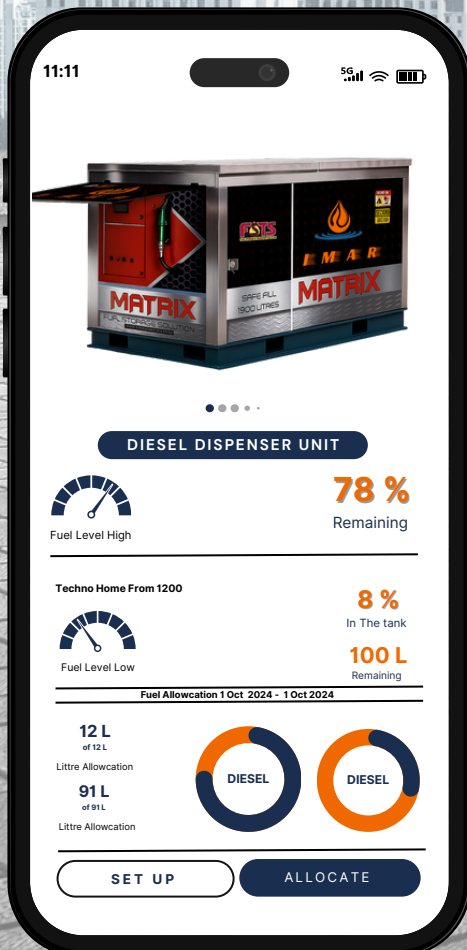 11:11
5G
FSTS
EMAR
MATRIX
MATRIX
FUEL STORAGE SOLUTION
SAFE FILL
1900 LITRES
DIESEL DISPENSER UNIT
78 %
Remaining
Fuel Level High
Techno Home From 1200
8 %
In The tank
Fuel Level Low
100 L
Remaining
Fuel Allowcation 1 Oct 2024 - 1 Oct 2024
12 L
of 12 L
Littre Allowcation
91 L
of 91 L
Littre Allowcation
DIESEL
DIESEL
SET UP
ALLOCATE